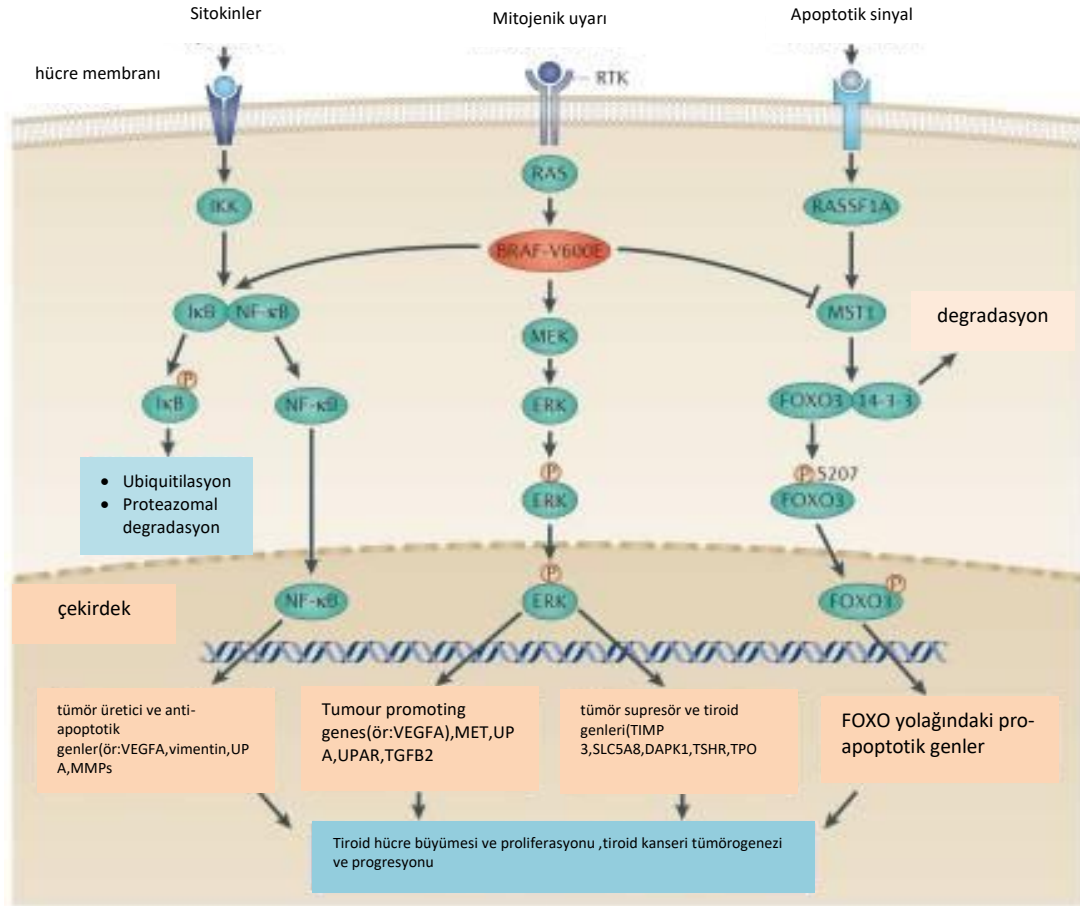 Sitokinler
Mitojenik uyarı
Apoptotik sinyal
hücre membranı
RTK
RAS
IKK
RASSF1A
BRAF-V600E
IκB
NF-κB
MST1
degradasyon
MEK
P
IκB
NF-κB
ERK
FOXO3
14-3-3
• Ubiquitilasyon
• Proteazomal
degradasyon
P
ERK
P
S207
FOXO3
çekirdek
NF-κB
P
ERK
P
FOXO3
tümör üretici ve anti-
apoptotik
genler(ör:VEGFA,vimentin,UP
A,MMPs
Tumour promoting
genes(ör:VEGFA),MET,UP
A,UPAR,TGFB2
tümör supresör ve tiroid
genleri(TIMP
3,SLC5A8,DAPK1,TSHR,TPO
FOXO yolağındaki pro-
apoptotik genler
Tiroid hücre büyümesi ve proliferasyonu ,tiroid kanseri tümörogenezi
ve progresyonu